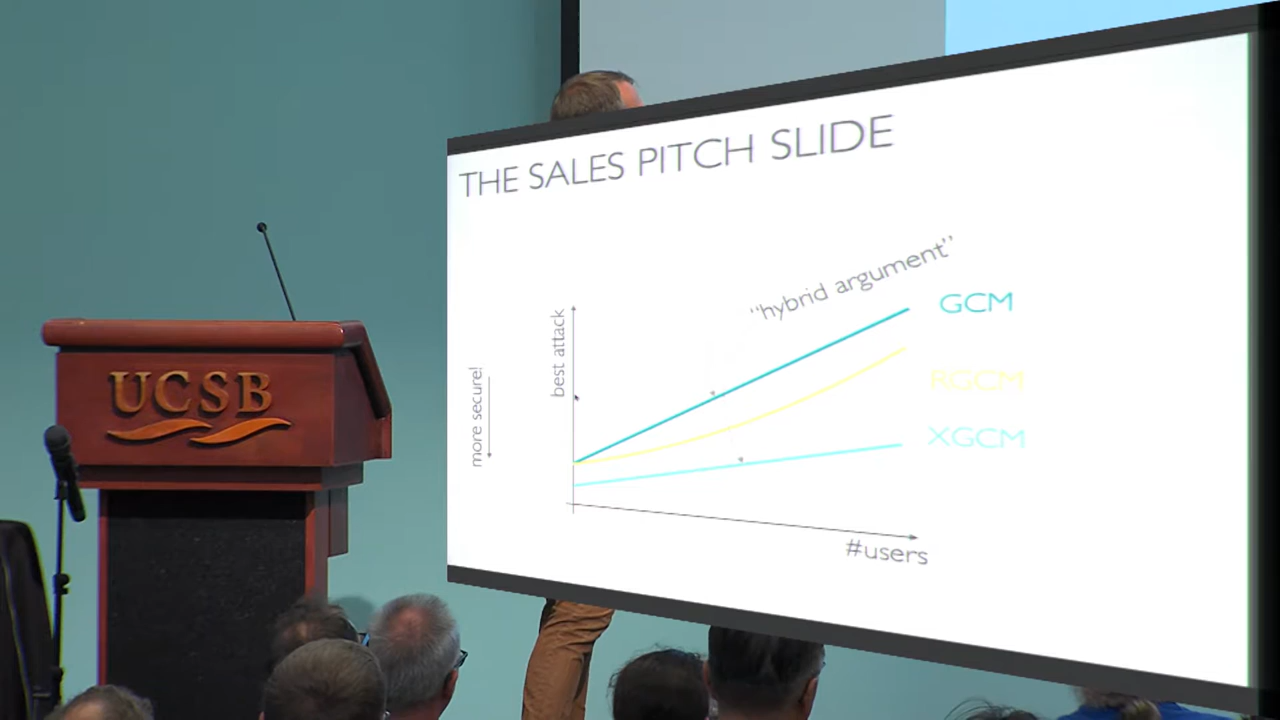 THE SALES PITCH SLIDE
"hybrid argument"
GCM
best attack
more secure!
RGCM
XGCM
#users
UCSB